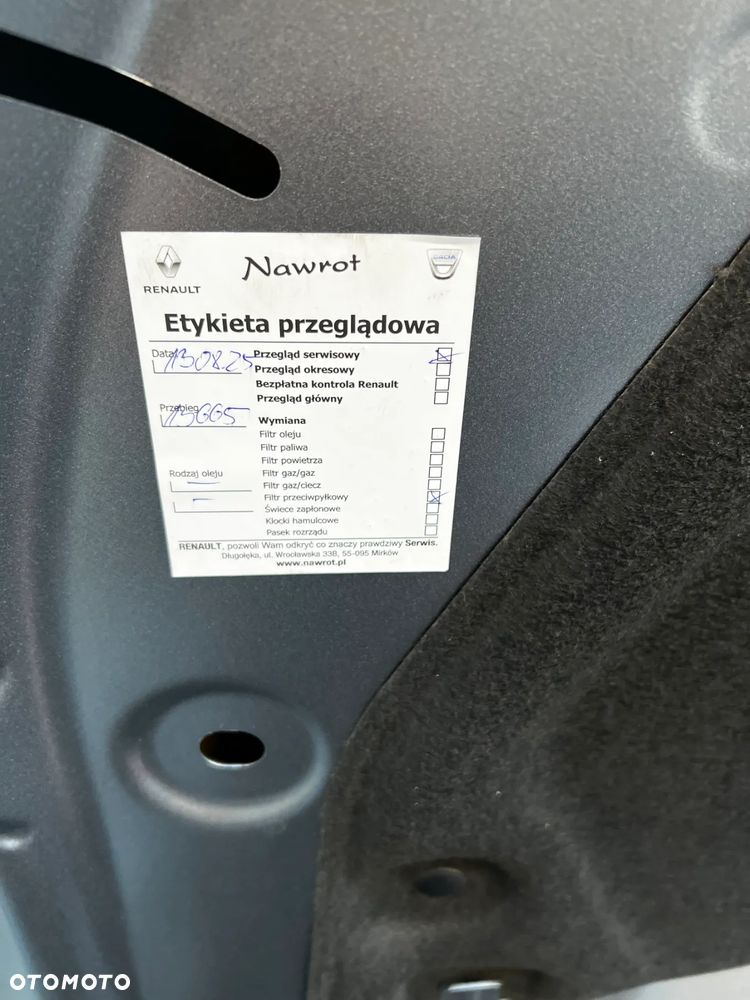 RENAULT
Nawrot
DACIA
Etykieta przeglądowa
Data 13 08.25
Przegląd serwisowy
Przegląd okresowy
Bezpłatna kontrola Renault
Przegląd główny
Przebieg 15665
Wymiana
Filtr oleju
Filtr paliwa
Filtr powietrza
Rodzaj oleju
Filtr gaz/gaz
Filtr gaz/ciecz
Filtr przeciwpyłkowy
Świece zapłonowe
Klocki hamulcowe
Pasek rozrządu
RENAULT, pozwoli Wam odkryć co znaczy prawdziwy Serwis.
Długołęka, ul. Wrocławska 33B, 55-095 Mirków
www.nawrot.pl
OTOMOTO